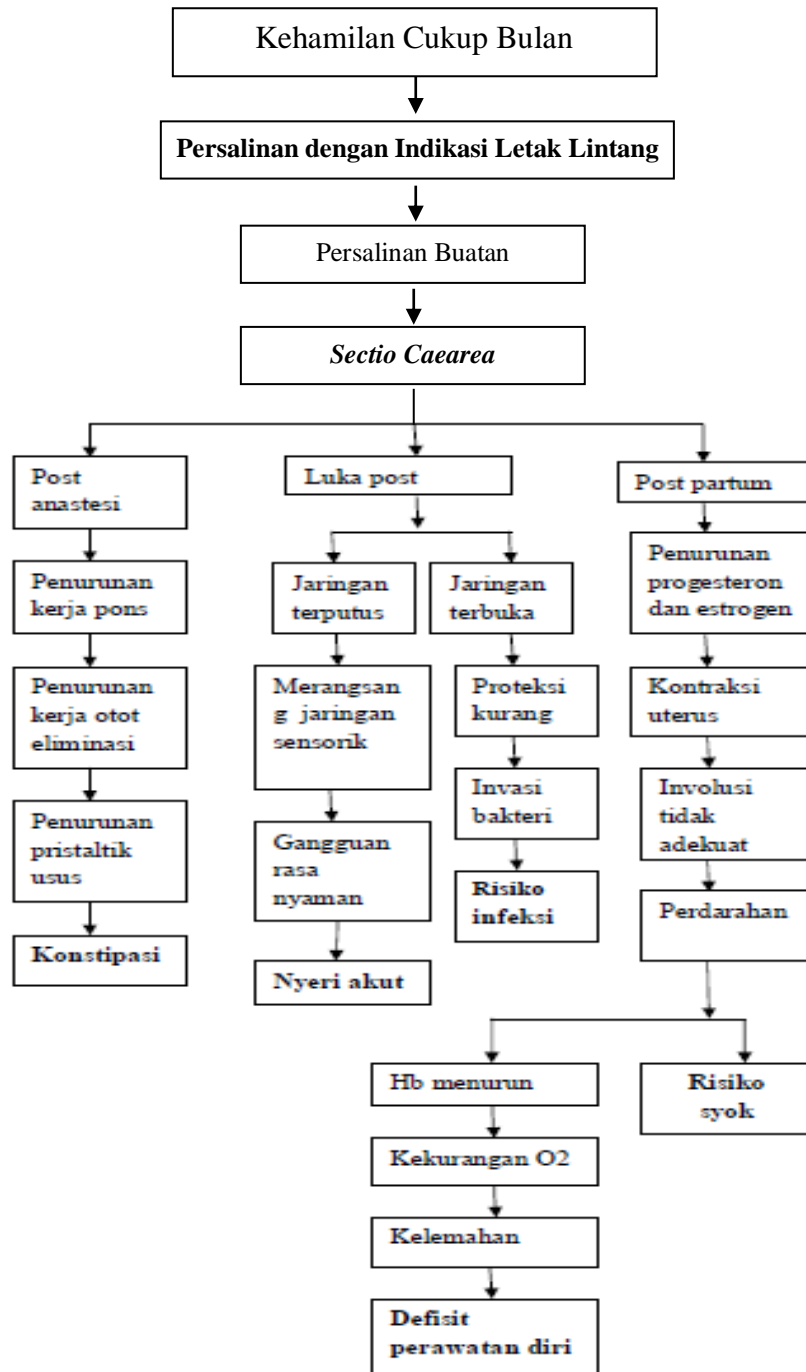 Kehamilan Cukup Bulan
Persalinan dengan Indikasi Letak Lintang
Persalinan Buatan
Sectio Caearea
Post
anastesi
Penurunan
kerja pons
Penurunan
kerja otot
eliminasi
Penurunan
pristaltik
usus
Konstipasi
Luka post
Jaringan
terputus
Merangsan
g jaringan
sensorik
Gangguan
rasa
nyaman
Nyeri akut
Jaringan
terbuka
Proteksi
kurang
Invasi
bakteri
Risiko
infeksi
Post partum
Penurunan
progesteron
dan estrogen
Kontraksi
uterus
Involusi
tidak
adekuat
Perdarahan
Hb menurun
Kekurangan O2
Kelemahan
Defisit
perawatan diri
Risiko
syok